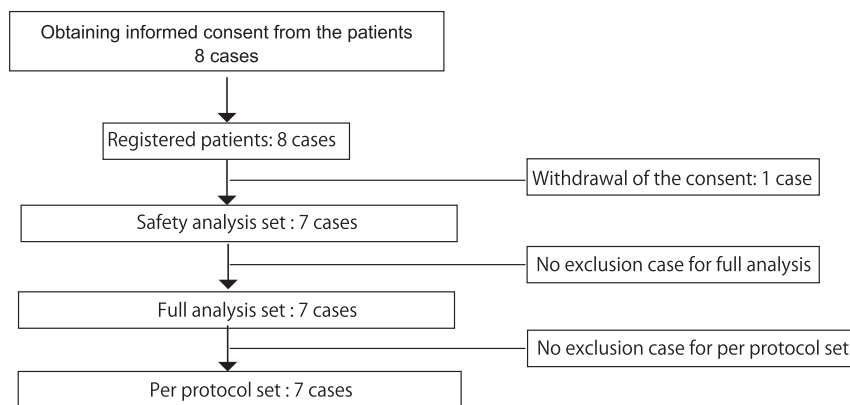 Obtaining informed consent from the patients
8 cases
Registered patients: 8 cases
Withdrawal of the consent: 1 case
Safety analysis set : 7 cases
No exclusion case for full analysis
Full analysis set : 7 cases
No exclusion case for per protocol set
Per protocol set : 7 cases